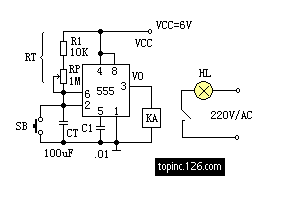 VCC=6V
RT
R1
10K
VCC
HL
RP
1M
4
8
VO
3
6
555
2
5
1
KA
220V/AC
SB
CT
C1
100uF
.01
topinc.126.com